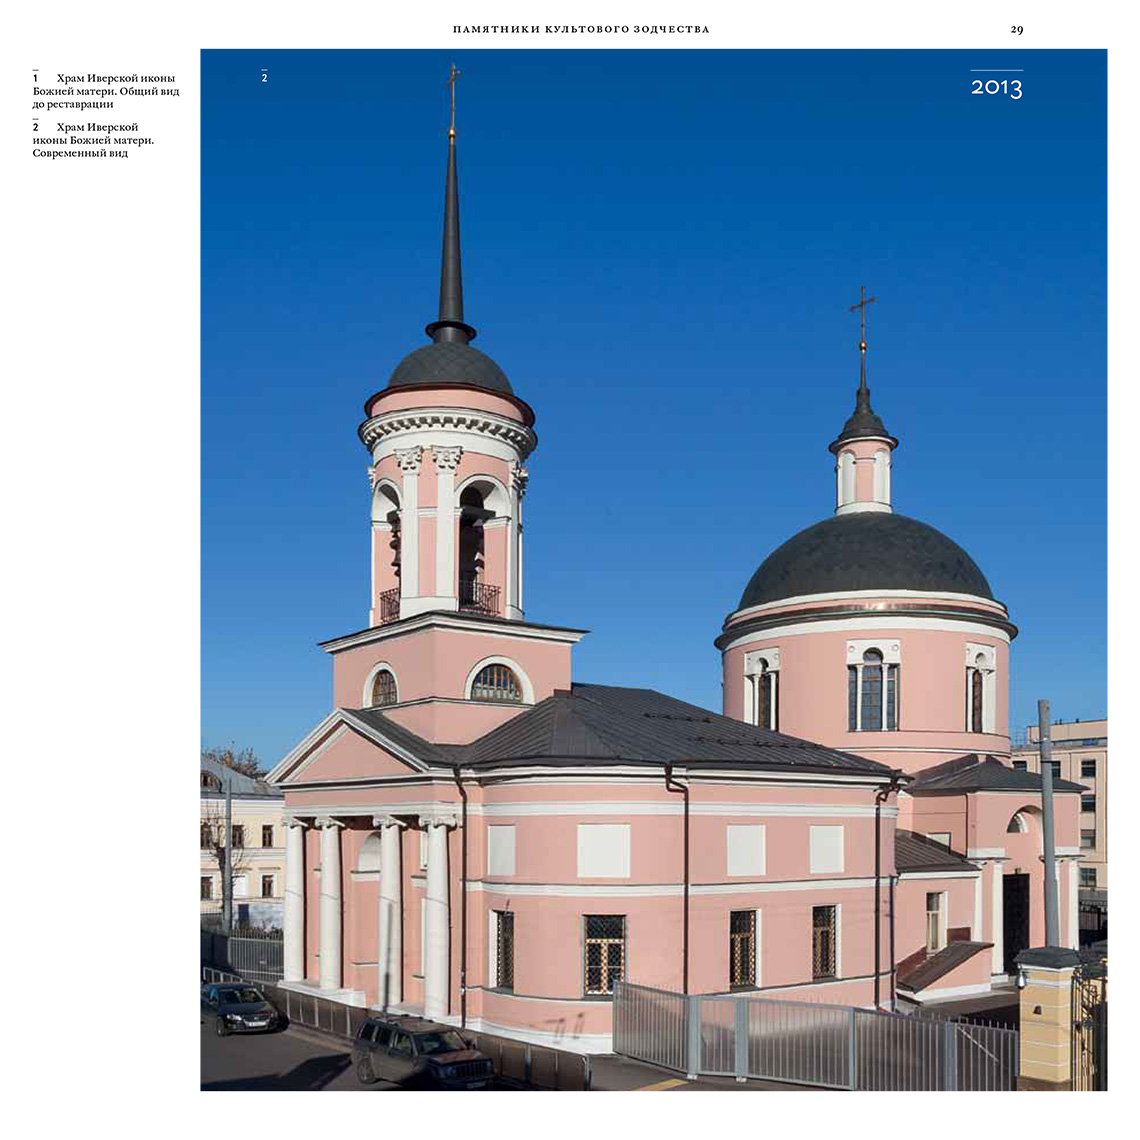 ПАМЯТНИКИ КУЛЬТОВОГО ЗОДЧЕСТВА
29
1 Храм Иверской иконы
Божией матери. Общий вид
до реставрации
2 Храм Иверской
иконы Божией матери.
Современный вид
2
2013